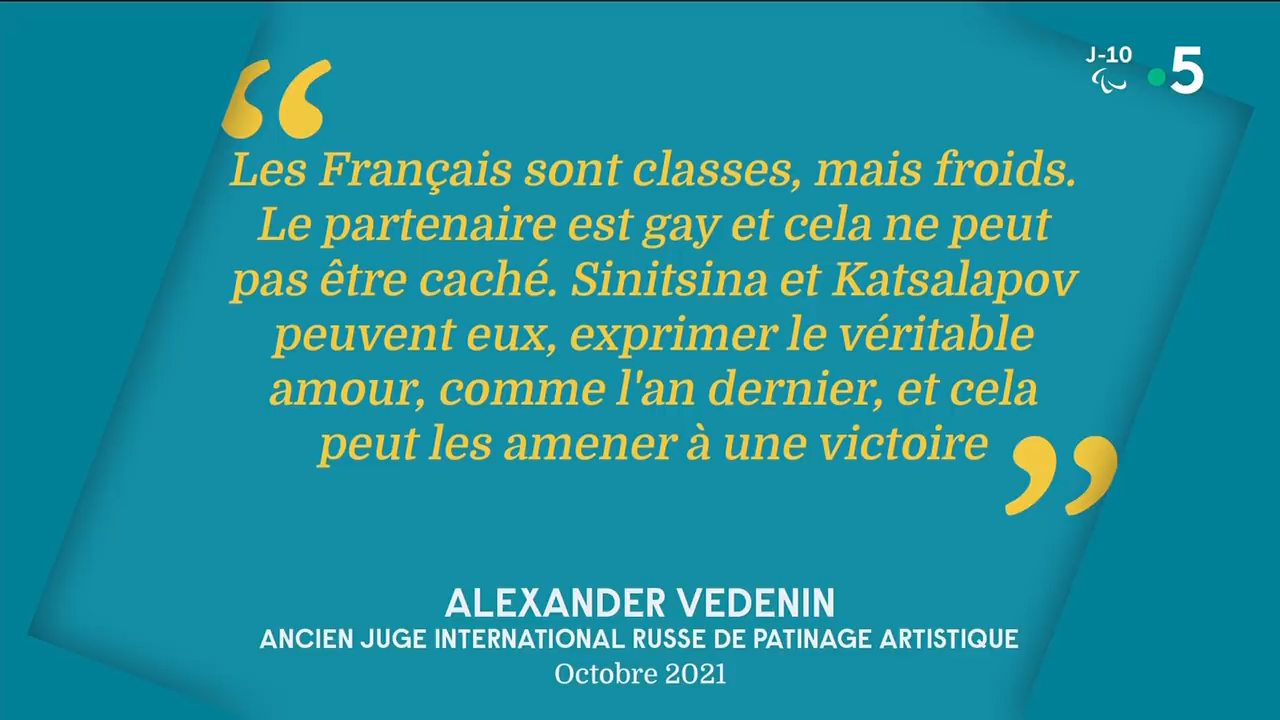 J-10
5
“
Les Français sont classes, mais froids.
Le partenaire est gay et cela ne peut
pas être caché. Sinitsina et Katsalapov
peuvent eux, exprimer le véritable
amour, comme l'an dernier, et cela
peut les amener à une victoire ”
ALEXANDER VEDENIN
ANCIEN JUGE INTERNATIONAL RUSSE DE PATINAGE ARTISTIQUE
Octobre 2021